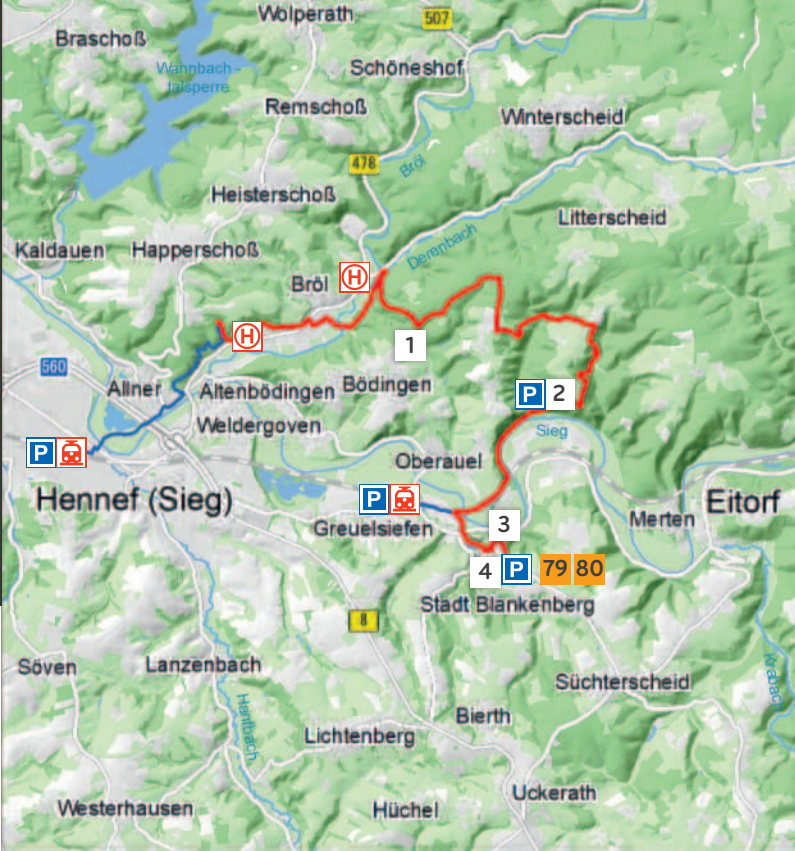 Wolperath
507
Braschoß
Wahnbach-
talsperre
Schöneshof
Remschoß
Winterscheid
478
Bröl
Heisterschoß
Litterscheid
Kaldauen
Happerschoß
Derenbach
Bröl
H
H
1
560
Allner
Altenbödingen
Bödingen
P
2
Weldergoven
Sieg
P
Oberauel
Hennef (Sieg)
P
Eitorf
Greuelsiefen
3
Merten
4
P
79
80
Stadt Blankenberg
8
Söven
Lanzenbach
Süchterscheid
Krabach
Hanfbach
Bierth
Lichtenberg
Uckerath
Westerhausen
Hüchel